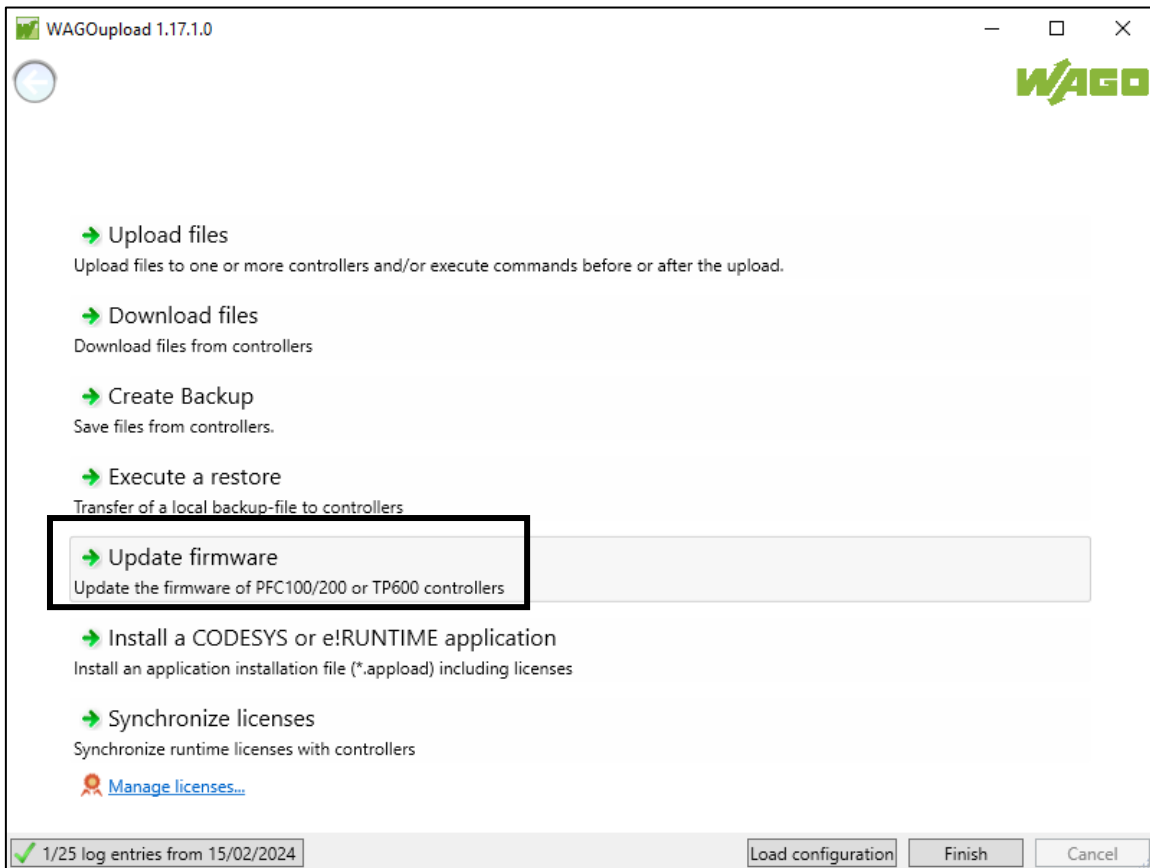 WAGOupload 1.17.1.0
WAGO
Upload files
Upload files to one or more controllers and/or execute commands before or after the upload.
Download files
Download files from controllers
Create Backup
Save files from controllers.
Execute a restore
Transfer of a local backup-file to controllers
Update firmware
Update the firmware of PFC100/200 or TP600 controllers
Install a CODESYS or e!RUNTIME application
Install an application installation file (*.appload) including licenses
Synchronize licenses
Synchronize runtime licenses with controllers
Manage licenses...
1/25 log entries from 15/02/2024 Load configuration Finish Cancel